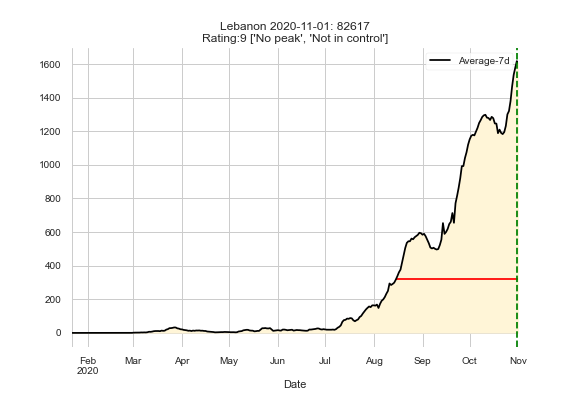 Lebanon 2020-11-01: 82617
Rating:9 ['No peak', 'Not in control']
Average-7d
1600
1400
1200
1000
800
600
400
200
0
Feb Mar Apr May Jun Jul Aug Sep Oct Nov
2020
Date